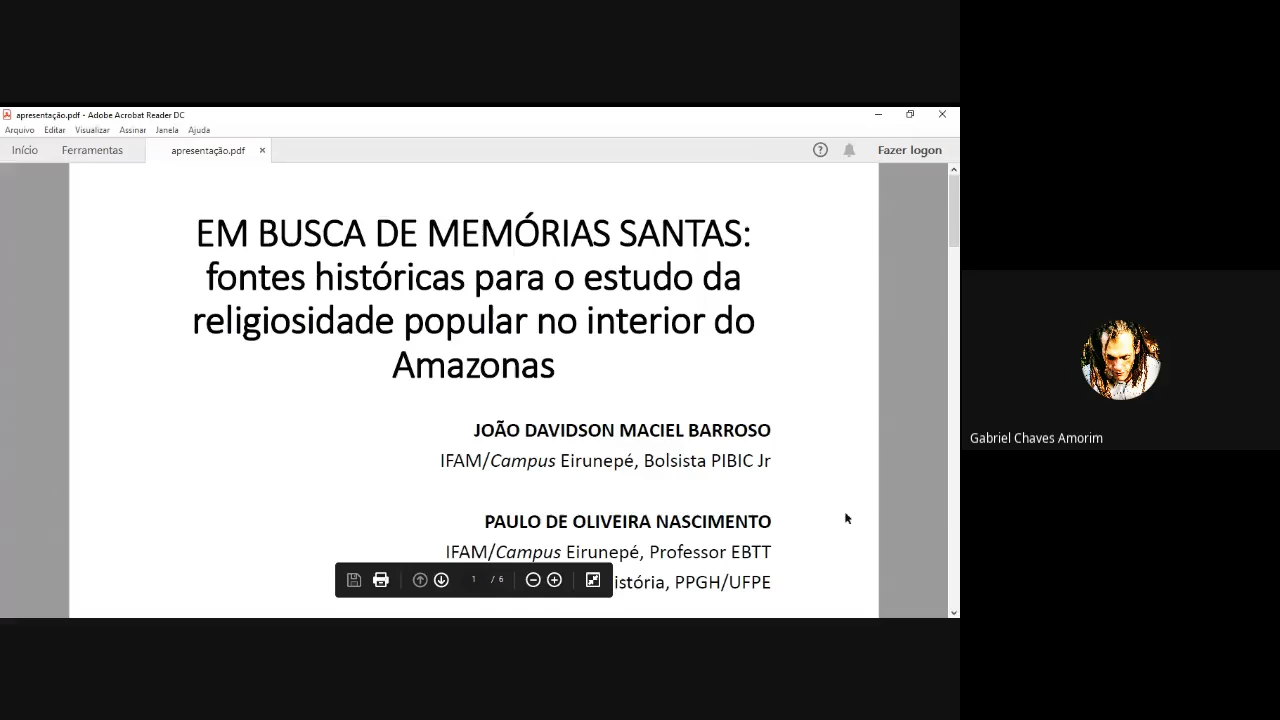 apresentação.pdf - Adobe Acrobat Reader DC
Arquivo Editar Visualizar Assinar Janela Ajuda
Início Ferramentas apresentação.pdf × ? Fazer logon
EM BUSCA DE MEMÓRIAS SANTAS:
fontes históricas para o estudo da
religiosidade popular no interior do
Amazonas
JOÃO DAVIDSON MACIEL BARROSO
IFAM/Campus Eirunepé, Bolsista PIBIC Jr
PAULO DE OLIVEIRA NASCIMENTO
IFAM/Campus Eirunepé, Professor EBTT
istória, PPGH/UFPE
1 / 6
Gabriel Chaves Amorim